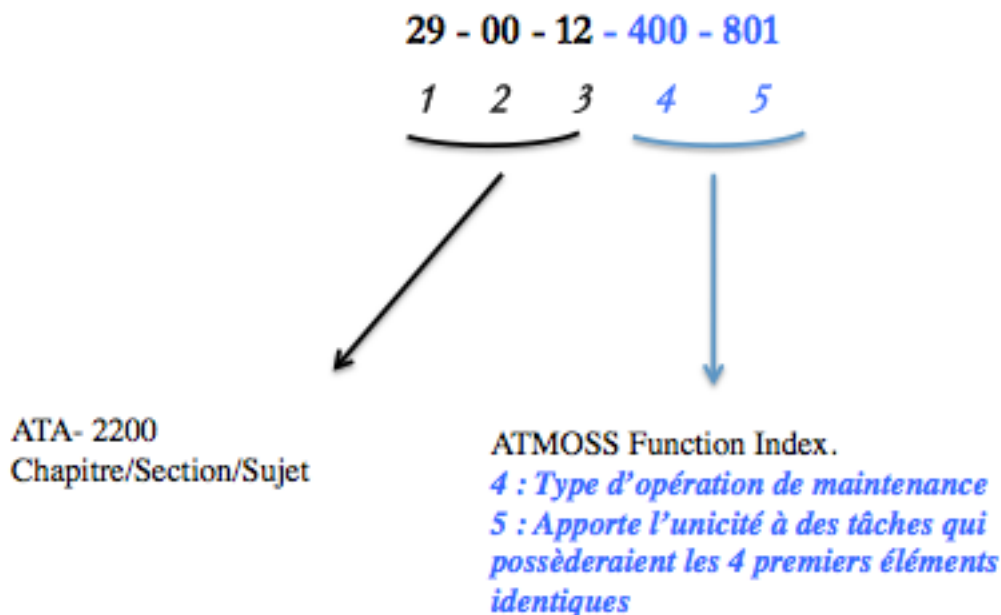 29 - 00 - 12 - 400 - 801
1 2 3 4 5
ATA- 2200
Chapitre/Section/Sujet
ATMOSS Function Index.
4 : Type d'opération de maintenance
5 : Apporte l'unicité à des tâches qui
possèderaient les 4 premiers éléments
identiques